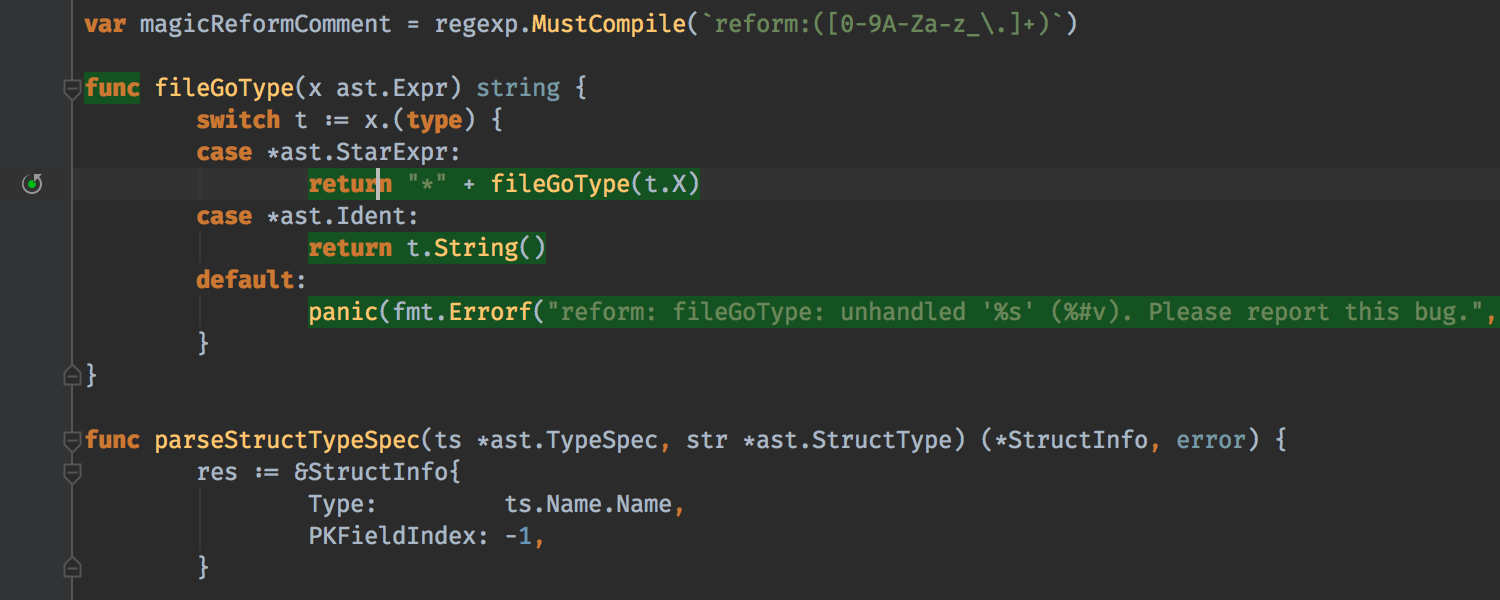 var magicReformComment = regexp.MustCompile(`reform:([0-9A-Za-z_\.]+)`)
func fileGoType(x ast.Expr) string {
switch t := x.(type) {
case *ast.StarExpr:
return "*" + fileGoType(t.X)
case *ast.Ident:
return t.String()
default:
panic(fmt.Errorf("reform: fileGoType: unhandled '%s' (%#v). Please report this bug.",
}
}
func parseStructTypeSpec(ts *ast.TypeSpec, str *ast.StructType) (*StructInfo, error) {
res := &StructInfo{
Type:         ts.Name.Name,
PKFieldIndex: -1,
}